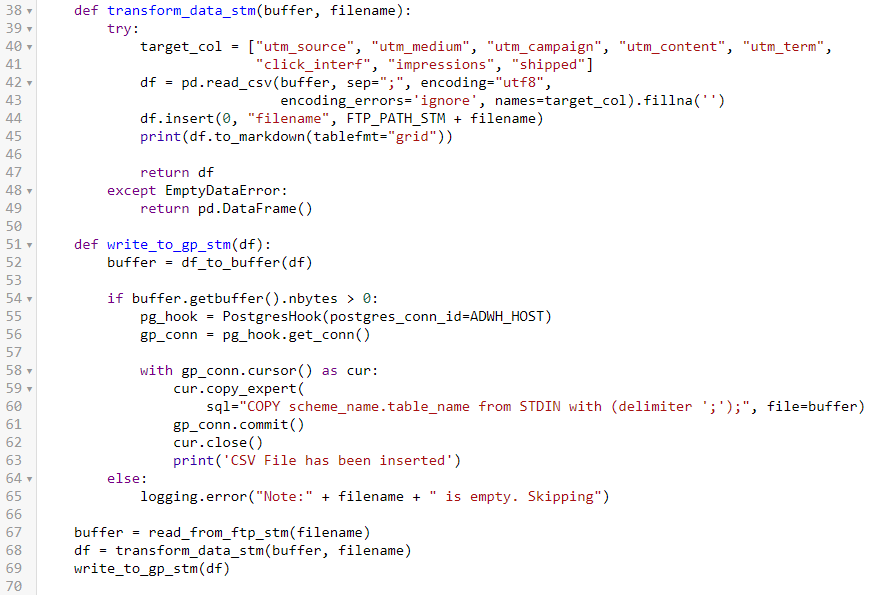 38 def transform_data_stm(buffer, filename):
39 try:
40 target_col = ["utm_source", "utm_medium", "utm_campaign", "utm_content", "utm_term",
41 "click_interf", "impressions", "shipped"]
42 df = pd.read_csv(buffer, sep=";", encoding="utf8",
43 encoding_errors='ignore', names=target_col).fillna('')
44 df.insert(0, "filename", FTP_PATH_STM + filename)
45 print(df.to_markdown(tablefmt="grid"))
46
47 return df
48 except EmptyDataError:
49 return pd.DataFrame()
50
51 def write_to_gp_stm(df):
52 buffer = df_to_buffer(df)
53
54 if buffer.getbuffer().nbytes > 0:
55 pg_hook = PostgresHook(postgres_conn_id=ADWH_HOST)
56 gp_conn = pg_hook.get_conn()
57
58 with gp_conn.cursor() as cur:
59 cur.copy_expert(
60 sql="COPY scheme_name.table_name from STDIN with (delimiter ';');", file=buffer)
61 gp_conn.commit()
62 cur.close()
63 print('CSV File has been inserted')
64 else:
65 logging.error("Note:" + filename + " is empty. Skipping")
66
67 buffer = read_from_ftp_stm(filename)
68 df = transform_data_stm(buffer, filename)
69 write_to_gp_stm(df)
70